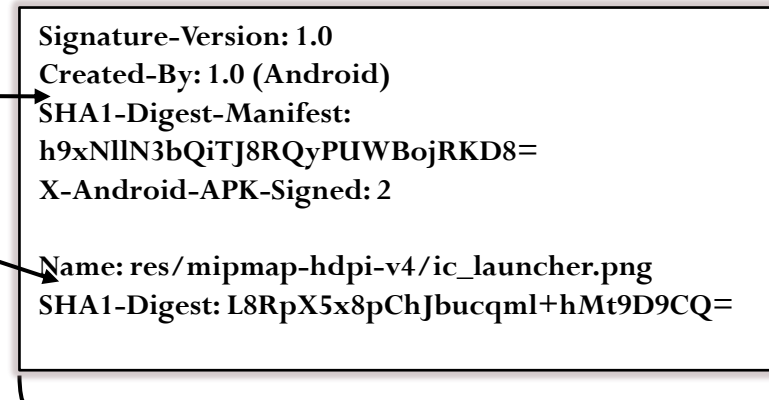 Signature-Version: 1.0
Created-By: 1.0 (Android)
SHA1-Digest-Manifest:
h9xNllN3bQiTJ8RQyPUWBojRKD8=
X-Android-APK-Signed: 2
Name: res/mipmap-hdpi-v4/ic_launcher.png
SHA1-Digest: L8RpX5x8pChJbucqml+hMt9D9CQ=